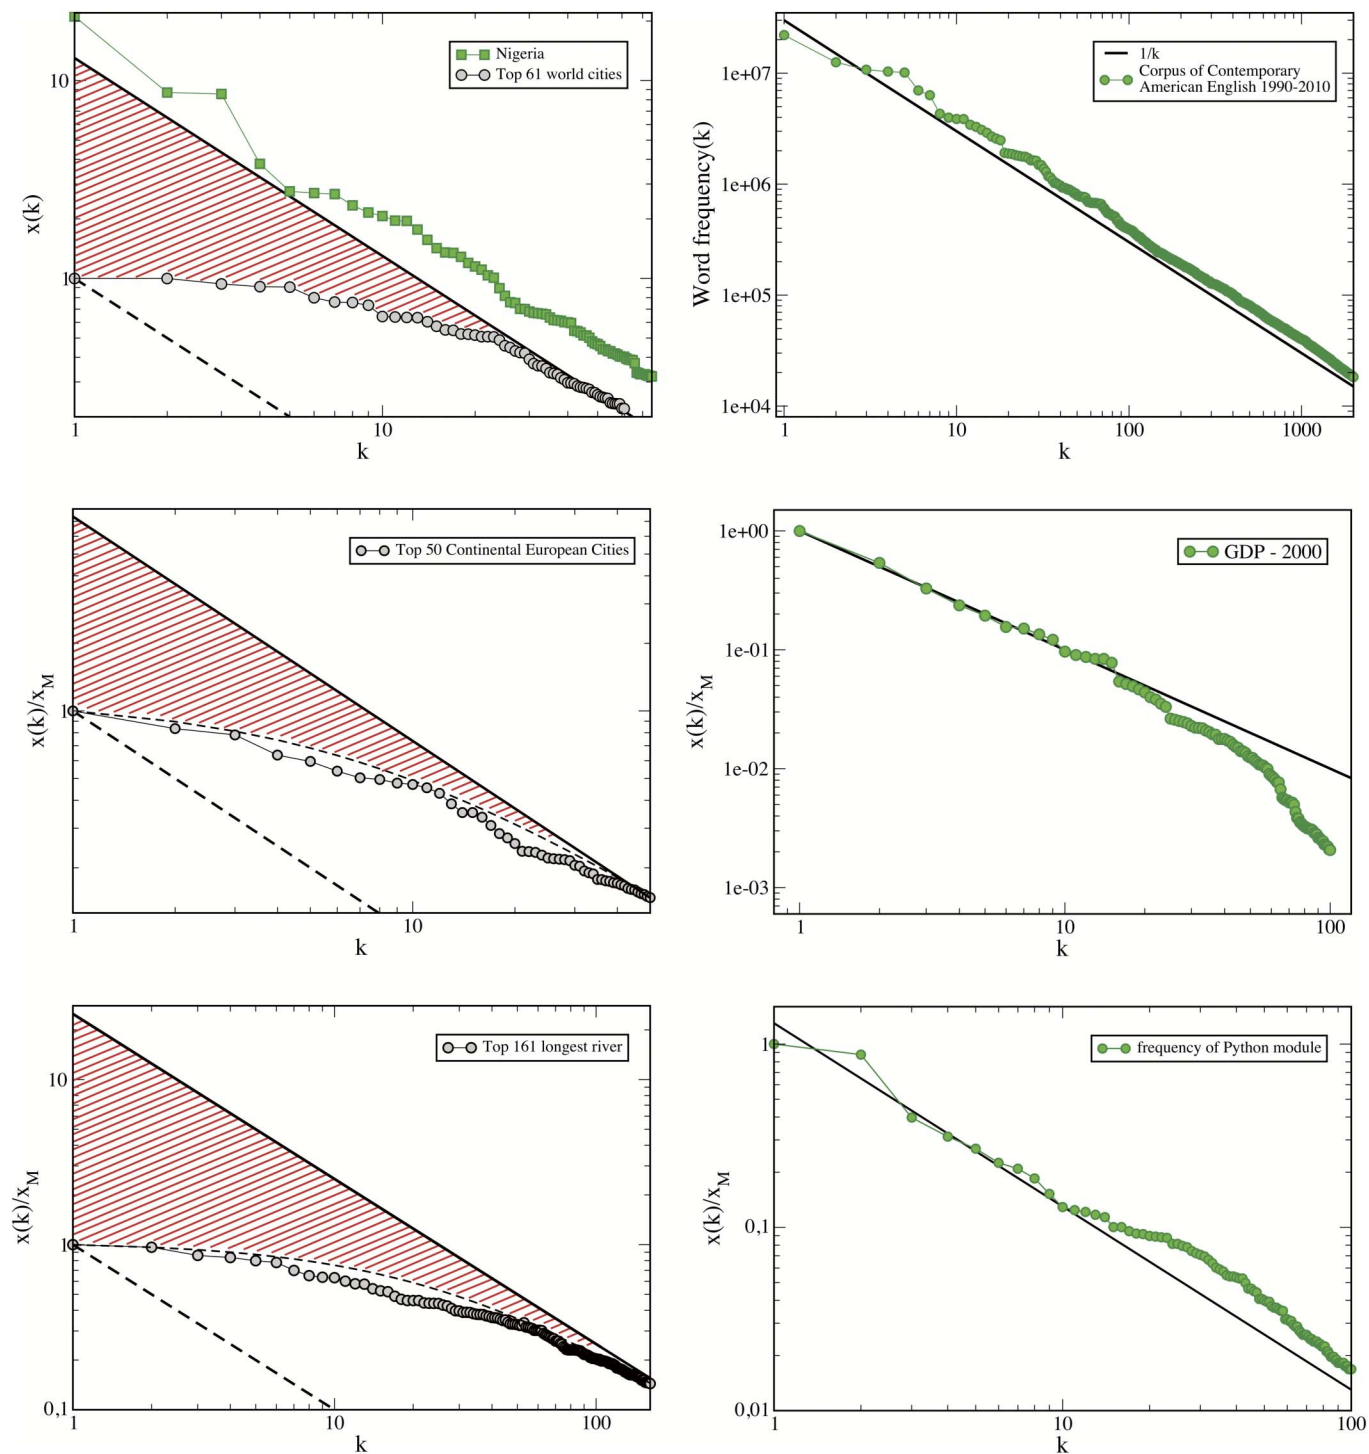 Nigeria
Top 61 world cities
10
1
x(k)
1
10
k
1/k
Corpus of Contemporary
American English 1990-2010
1e+07
1e+06
1e+05
1e+04
Word frequency(k)
1
10
100
1000
k
Top 50 Continental European Cities
1
x(k)/x_M
1
10
k
GDP - 2000
1e+00
1e-01
1e-02
1e-03
x(k)/x_M
1
10
100
k
Top 161 longest river
10
1
0,1
x(k)/x_M
1
10
100
k
frequency of Python module
1
0,1
0,01
x(k)/x_M
1
10
100
k